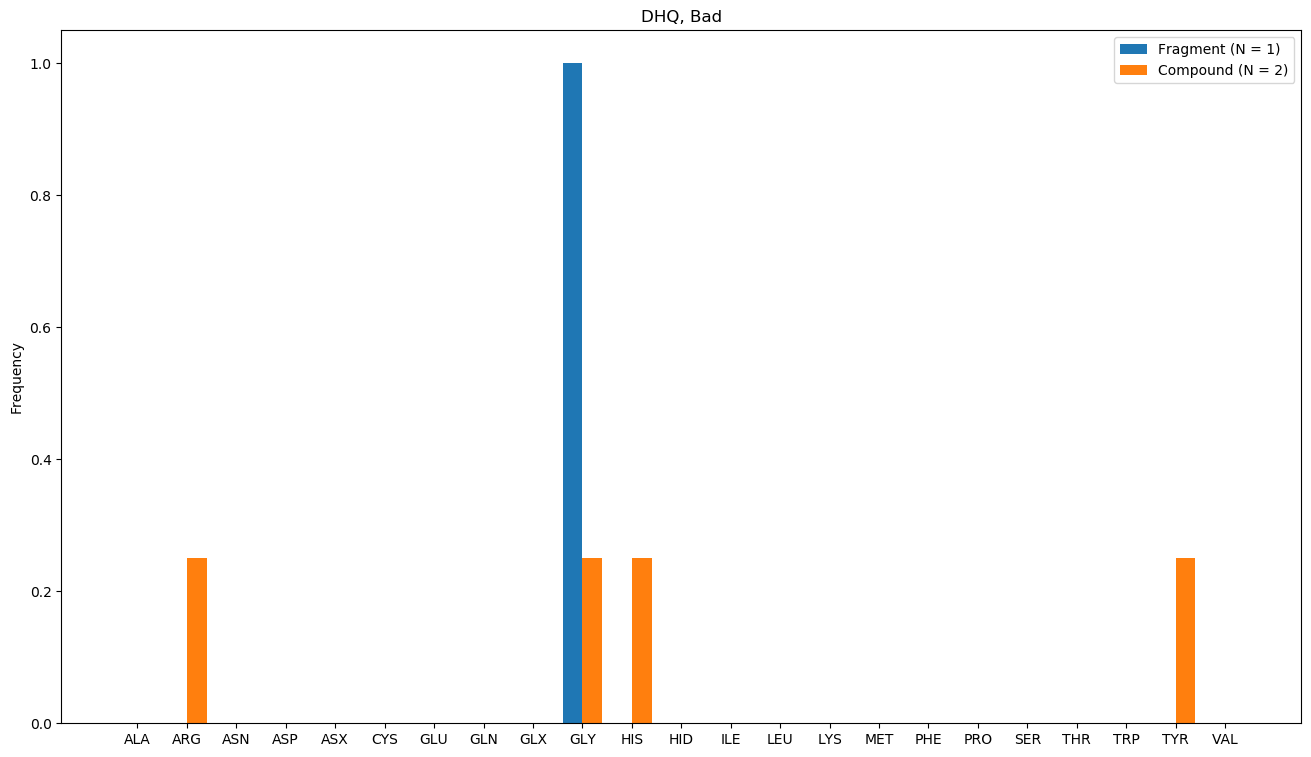 DHQ, Bad
Fragment (N = 1)
Compound (N = 2)
Frequency
1.0
0.8
0.6
0.4
0.2
0.0
ALA ARG ASN ASP ASX CYS GLU GLN GLX GLY HIS HID ILE LEU LYS MET PHE PRO SER THR TRP TYR VAL